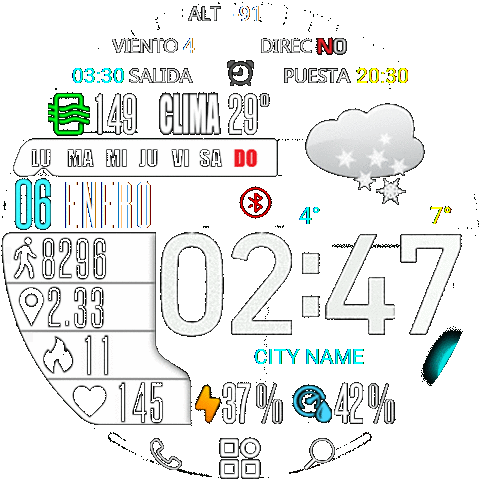 ALT -91
VIENTO 4 DIREC NO
03:30 SALIDA PUESTA 20:30
149 CLIMA 29º
LU MA MI JU VI SA DO
06 ENERO
4° 7°
8296
02:47
2.33
11
CITY NAME
145 37% 42%